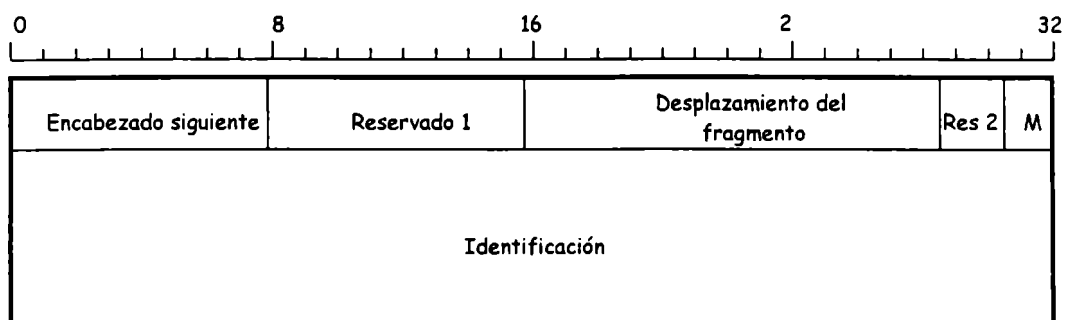 0 8 16 2 32
Encabezado siguiente Reservado 1 Desplazamiento del fragmento Res 2 M
Identificación